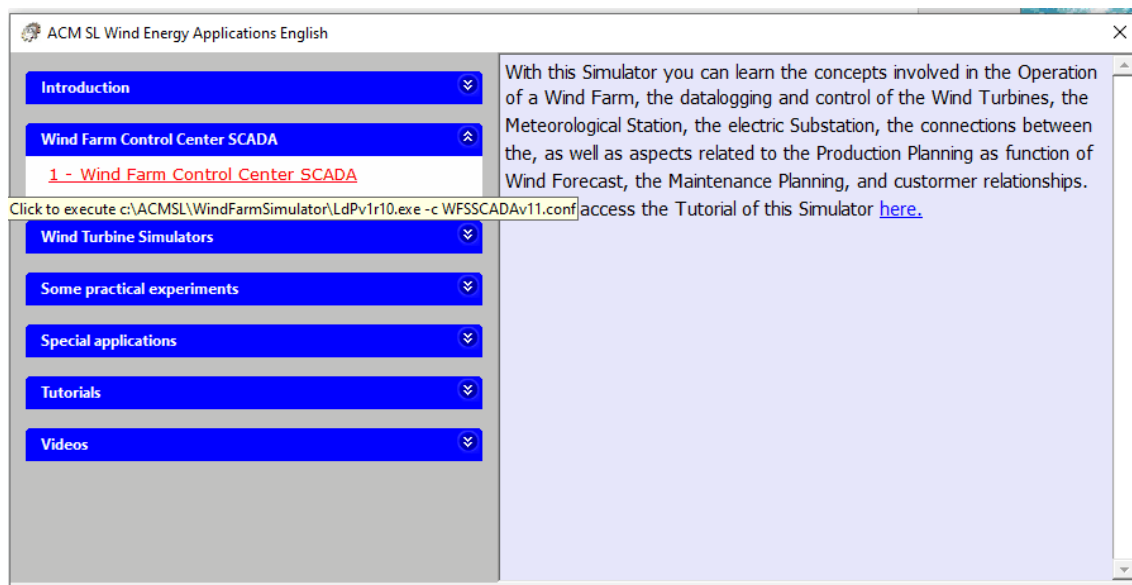 ACM SL Wind Energy Applications English
Introduction
Wind Farm Control Center SCADA
1 - Wind Farm Control Center SCADA
Click to execute c:\ACMSL\WindFarmSimulator\LdPv1r10.exe -c WFSSCADAv11.conf
Wind Turbine Simulators
Some practical experiments
Special applications
Tutorials
Videos
With this Simulator you can learn the concepts involved in the Operation
of a Wind Farm, the datalogging and control of the Wind Turbines, the
Meteorological Station, the electric Substation, the connections between
the, as well as aspects related to the Production Planning as function of
Wind Forecast, the Maintenance Planning, and custormer relationships.
access the Tutorial of this Simulator here.